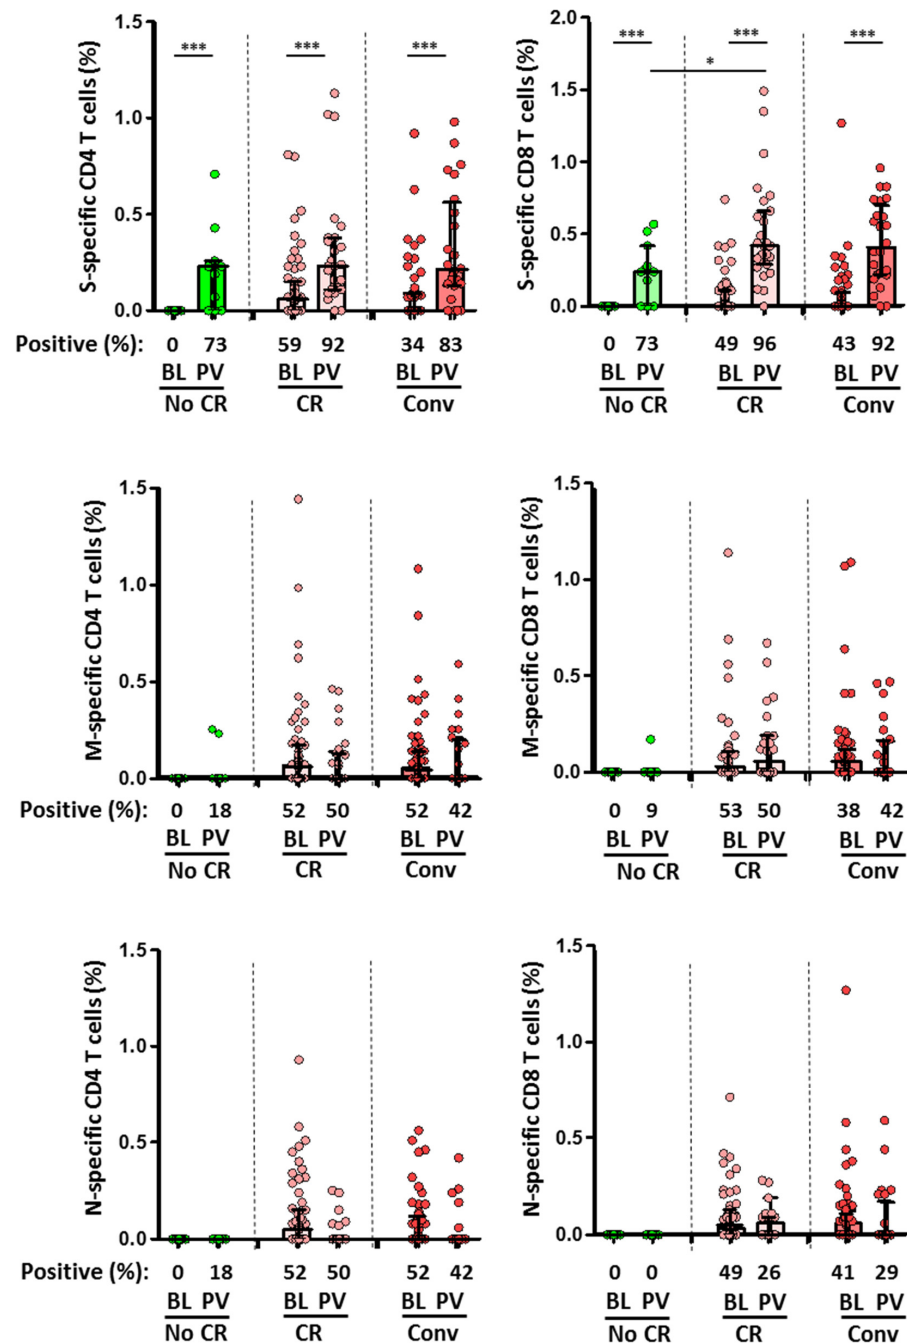 S-specific CD4 T cells (%)
1.5
1.0
0.5
0.0
*** *** ***
Positive (%): 0 73 59 92 34 83
BL PV BL PV BL PV
No CR CR Conv
S-specific CD8 T cells (%)
2.0
1.5
1.0
0.5
0.0
*** *** ***
*
0 73 49 96 43 92
BL PV BL PV BL PV
No CR CR Conv
M-specific CD4 T cells (%)
1.5
1.0
0.5
0.0
Positive (%): 0 18 52 50 52 42
BL PV BL PV BL PV
No CR CR Conv
M-specific CD8 T cells (%)
1.5
1.0
0.5
0.0
0 9 53 50 38 42
BL PV BL PV BL PV
No CR CR Conv
N-specific CD4 T cells (%)
1.5
1.0
0.5
0.0
Positive (%): 0 18 52 50 52 42
BL PV BL PV BL PV
No CR CR Conv
N-specific CD8 T cells (%)
1.5
1.0
0.5
0.0
0 0 49 26 41 29
BL PV BL PV BL PV
No CR CR Conv